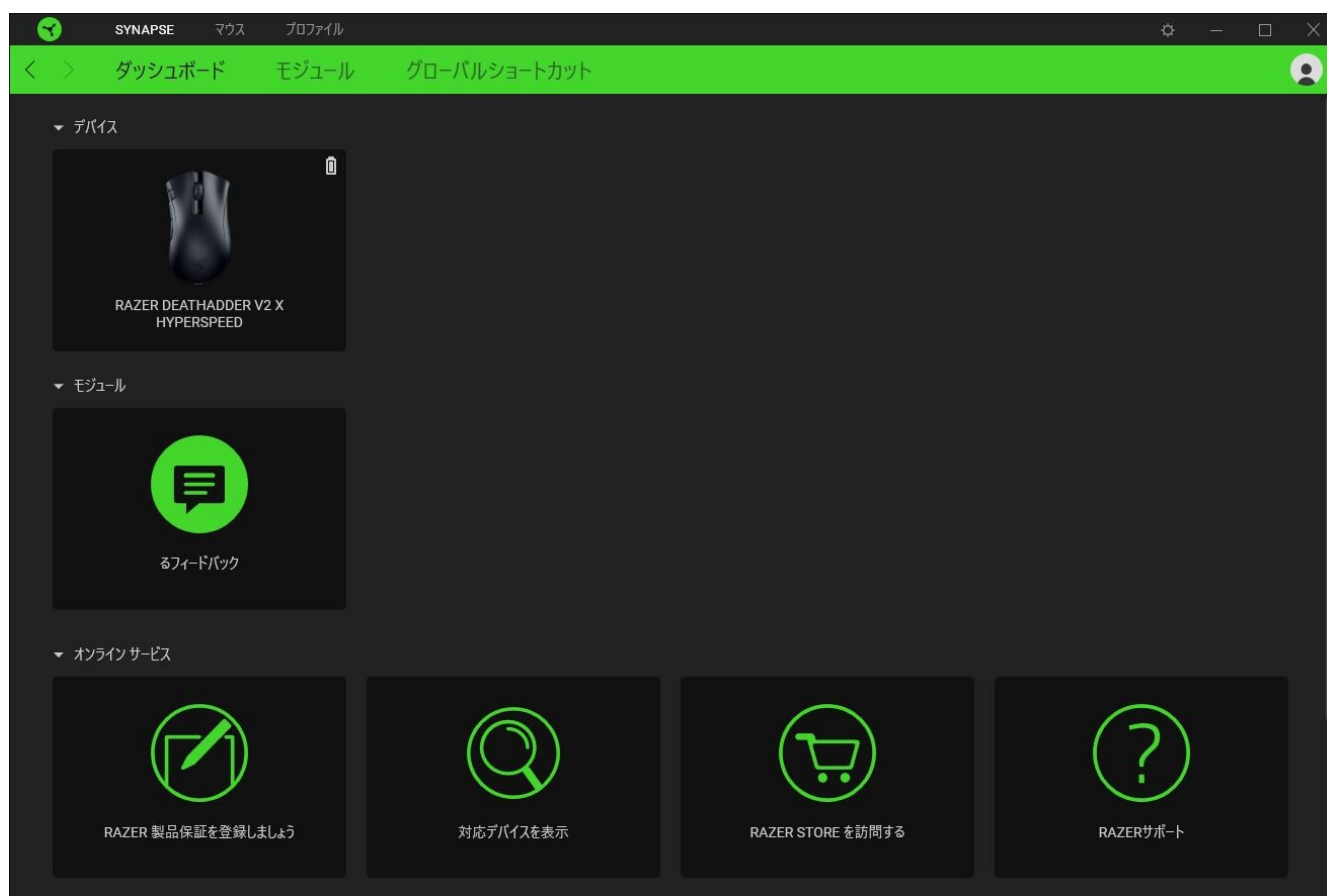 SYNAPSE マウス プロファイル
ダッシュボード モジュール グローバルショートカット
デバイス
RAZER DEATHADDER V2 X
HYPERSPEED
モジュール
るフィードバック
オンライン サービス
RAZER 製品保証を登録しましょう
対応デバイスを表示
RAZER STORE を訪問する
RAZERサポート